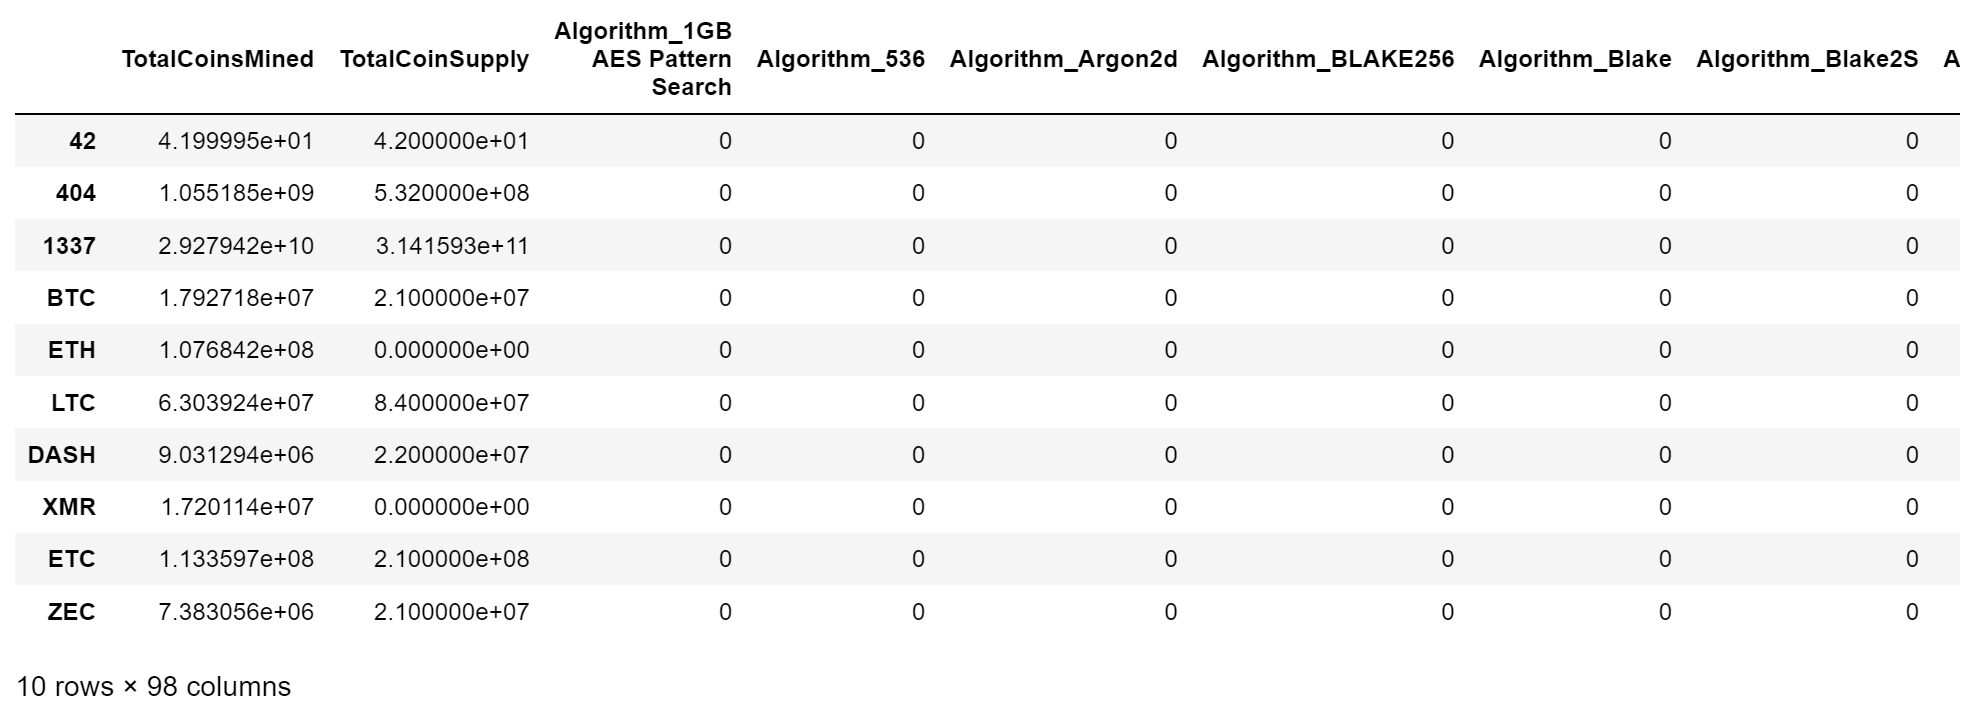 TotalCoinsMined TotalCoinSupply Algorithm_1GB AES Pattern Search Algorithm_536 Algorithm_Argon2d Algorithm_BLAKE256 Algorithm_Blake Algorithm_Blake2S A
42 4.199995e+01 4.200000e+01 0 0 0 0 0 0
404 1.055185e+09 5.320000e+08 0 0 0 0 0 0
1337 2.927942e+10 3.141593e+11 0 0 0 0 0 0
BTC 1.792718e+07 2.100000e+07 0 0 0 0 0 0
ETH 1.076842e+08 0.000000e+00 0 0 0 0 0 0
LTC 6.303924e+07 8.400000e+07 0 0 0 0 0 0
DASH 9.031294e+06 2.200000e+07 0 0 0 0 0 0
XMR 1.720114e+07 0.000000e+00 0 0 0 0 0 0
ETC 1.133597e+08 2.100000e+08 0 0 0 0 0 0
ZEC 7.383056e+06 2.100000e+07 0 0 0 0 0 0
10 rows × 98 columns